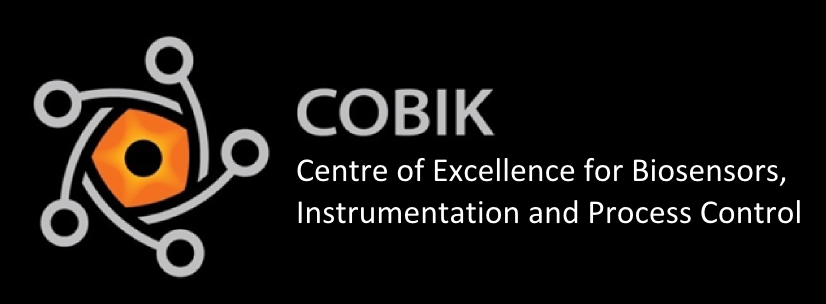 COBIK
Centre of Excellence for Biosensors,
Instrumentation and Process Control